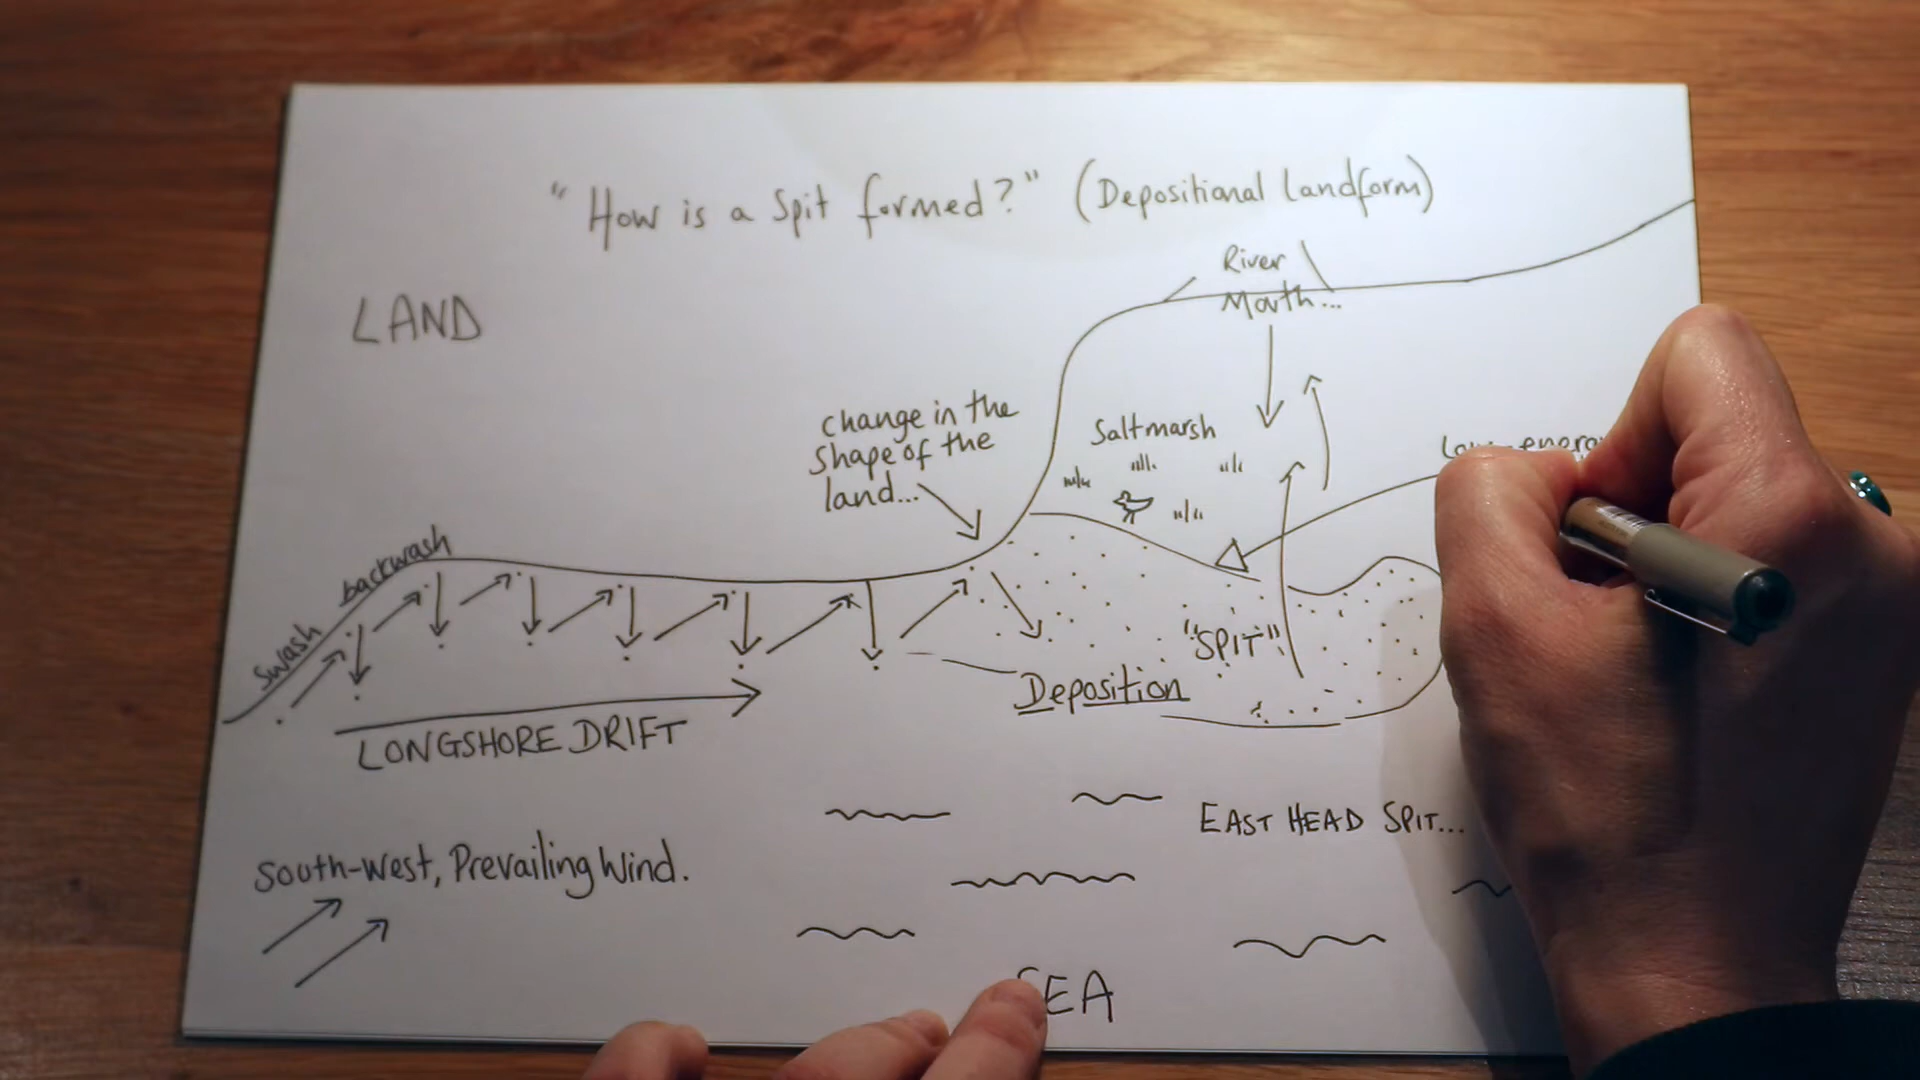 "How is a Spit formed?" (Depositional landform)
River
Mouth...
LAND
change in the
shape of the
land...
Saltmarsh
backwash
swash
"SPIT"
Deposition
LONGSHORE DRIFT
EAST HEAD SPIT...
South-West, Prevailing Wind.
SEA